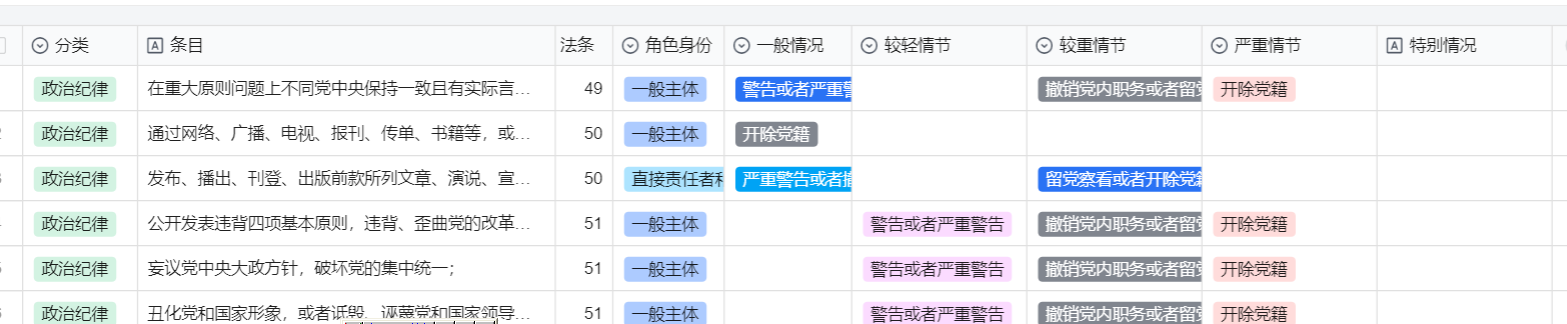 分类 条目 法条 角色身份 一般情况 较轻情节 较重情节 严重情节 特别情况
政治纪律 在重大原则问题上不同党中央保持一致且有实际言... 49 一般主体 警告或者严重警 撤销党内职务或者留党 开除党籍
政治纪律 通过网络、广播、电视、报刊、传单、书籍等，或... 50 一般主体 开除党籍
政治纪律 发布、播出、刊登、出版前款所列文章、演说、宣... 50 直接责任者和 严重警告或者撤 留党察看或者开除党籍
政治纪律 公开发表违背四项基本原则，违背、歪曲党的改革... 51 一般主体 警告或者严重警告 撤销党内职务或者留党 开除党籍
政治纪律 妄议党中央大政方针，破坏党的集中统一； 51 一般主体 警告或者严重警告 撤销党内职务或者留党 开除党籍
政治纪律 丑化党和国家形象，或者诋毁、诬蔑党和国家领导... 51 一般主体 警告或者严重警告 撤销党内职务或者留党 开除党籍